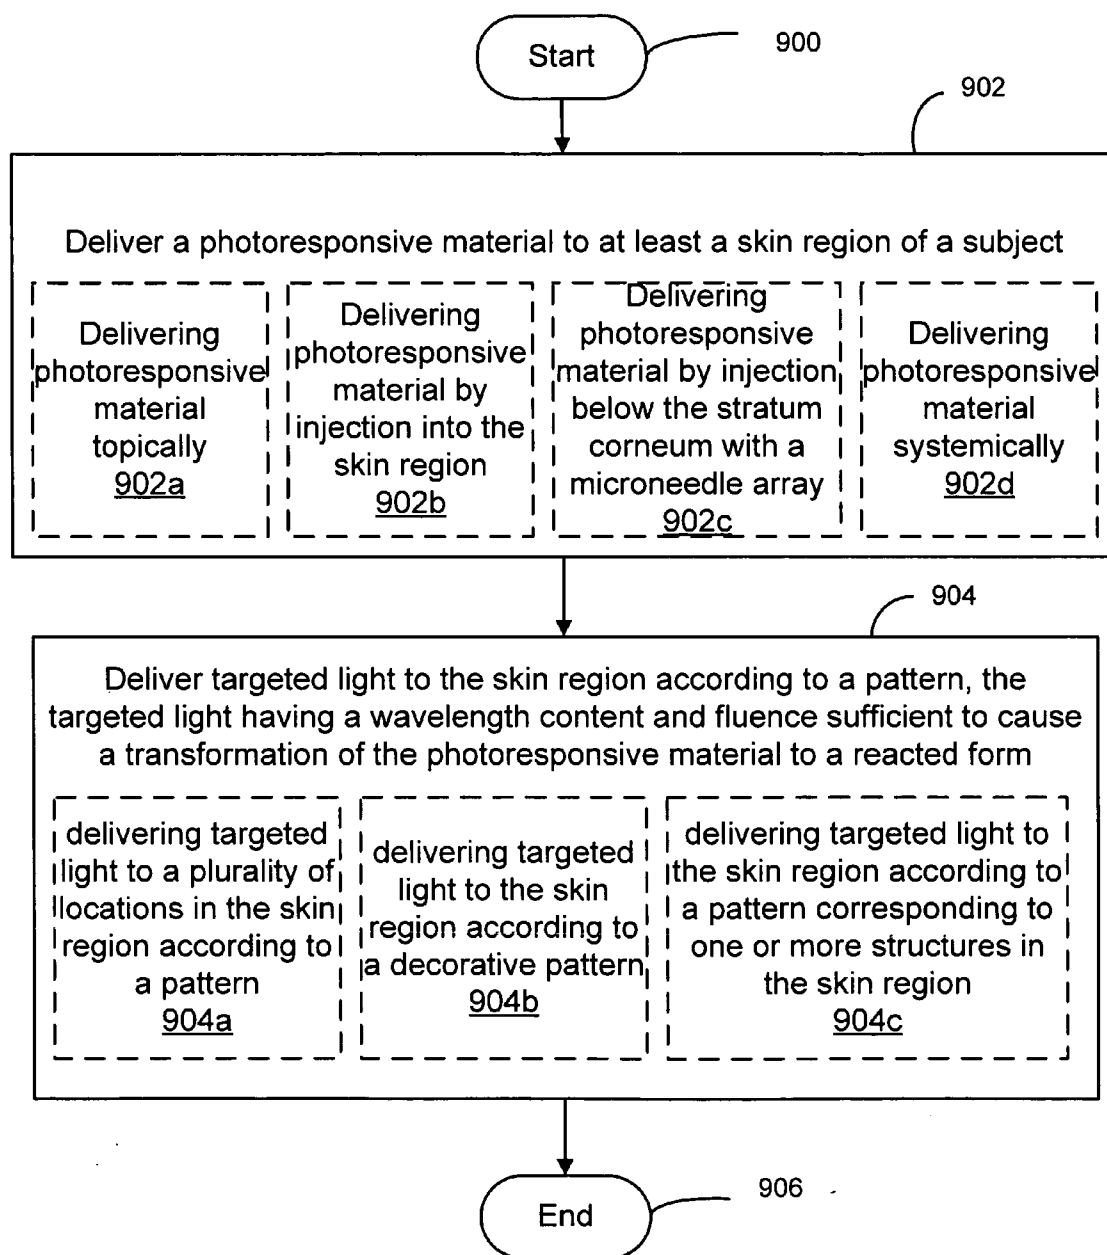 Start
900
902
Deliver a photoresponsive material to at least a skin region of a subject
Delivering
photoresponsive
material
topically
902a
Delivering
photoresponsive
material by
injection into the
skin region
902b
Delivering
photoresponsive
material by injection
below the stratum
corneum with a
microneedle array
902c
Delivering
photoresponsive
material
systemically
902d
904
Deliver targeted light to the skin region according to a pattern, the
targeted light having a wavelength content and fluence sufficient to cause
a transformation of the photoresponsive material to a reacted form
delivering targeted
light to a plurality of
locations in the skin
region according to
a pattern
904a
delivering targeted
light to the skin
region according to
a decorative pattern
904b
delivering targeted light to
the skin region according to
a pattern corresponding to
one or more structures in
the skin region
904c
End
906